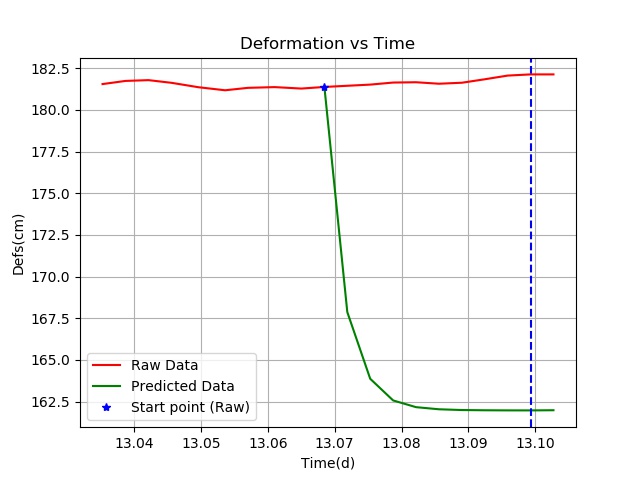 Deformation vs Time
182.5
180.0
177.5
175.0
172.5
170.0
167.5
165.0
162.5
Defs(cm)
Raw Data
Predicted Data
Start point (Raw)
13.04 13.05 13.06 13.07 13.08 13.09 13.10
Time(d)